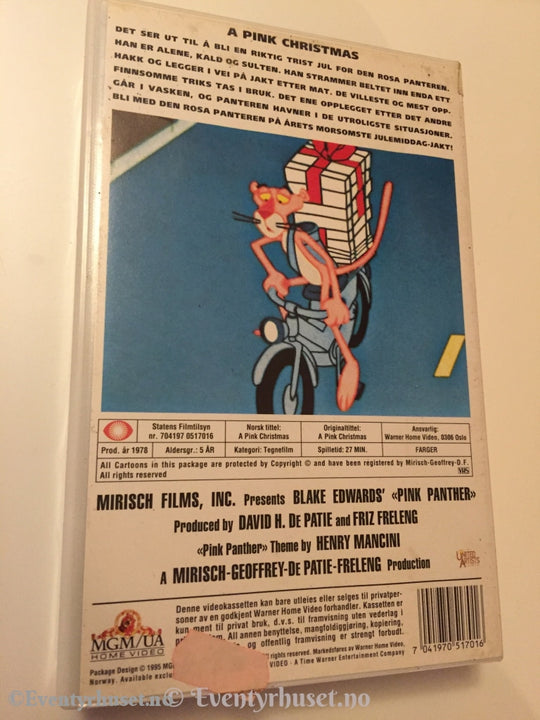 A PINK CHRISTMAS
DET SER UT TIL Å BLI EN RIKTIG TRIST JUL FOR DEN ROSA PANTEREN.
HAN ER ALENE, KALD OG SULTEN. HAN STRAMMER BELTET INN ENDA ETT
HAKK OG LEGGER I VEI PÅ JAKT ETTER MAT. DE VILLESTE OG MEST OPP-
FINNSOMME TRIKS TAS I BRUK. DET ENE OPPLEGGET ETTER DET ANDRE
GÅR I VASKEN, OG PANTEREN HAVNER I DE UTROLIGSTE SITUASJONER.
BLI MED DEN ROSA PANTEREN PÅ ÅRETS MORSOMSTE JULEMIDDAG-JAKT!
Statens Filmtilsyn
nr. 704197 0517016
Norsk tittel:
A Pink Christmas
Originaltittel:
A Pink Christmas
Ansvarlig:
Warner Home Video, 0306 Oslo
Prod. år 1978
Aldersgr.: 5 ÅR
Kategori: Tegnefilm
Spilletid: 27 MIN.
FARGER
All Cartoons in this package are protected by Copyright © and have been registered by Mirisch-Geoffrey-D.F.
All rights reserved
VHS
MIRISCH FILMS, INC. Presents BLAKE EDWARDS' «PINK PANTHER»
Produced by DAVID H. DE PATIE and FRIZ FRELENG
«Pink Panther» Theme by HENRY MANCINI
A MIRISCH-GEOFFREY-DE PATIE-FRELENG Production
United Artists
MGM/UA
HOME VIDEO
Denne videokassetten kan bare utleies eller selges til privatper-
soner av en godkjent Warner Home Video forhandler. Kassetten er
kun ment til privat bruk, d.v.s. til framvisning uten vederlag i
All annen benyttelse, mangfoldiggjøring, kopiering,
og offentlig framvisning er strengt forbudt.
Package Design © 1995 MG
rights reserved. Markedsføres av Warner Home Video,
Norway. Available exclu
VIDEO - A Time Warner Entertainment Company
7 041970 517016
© Eventyrhuset.no © Eventyrhuset.no